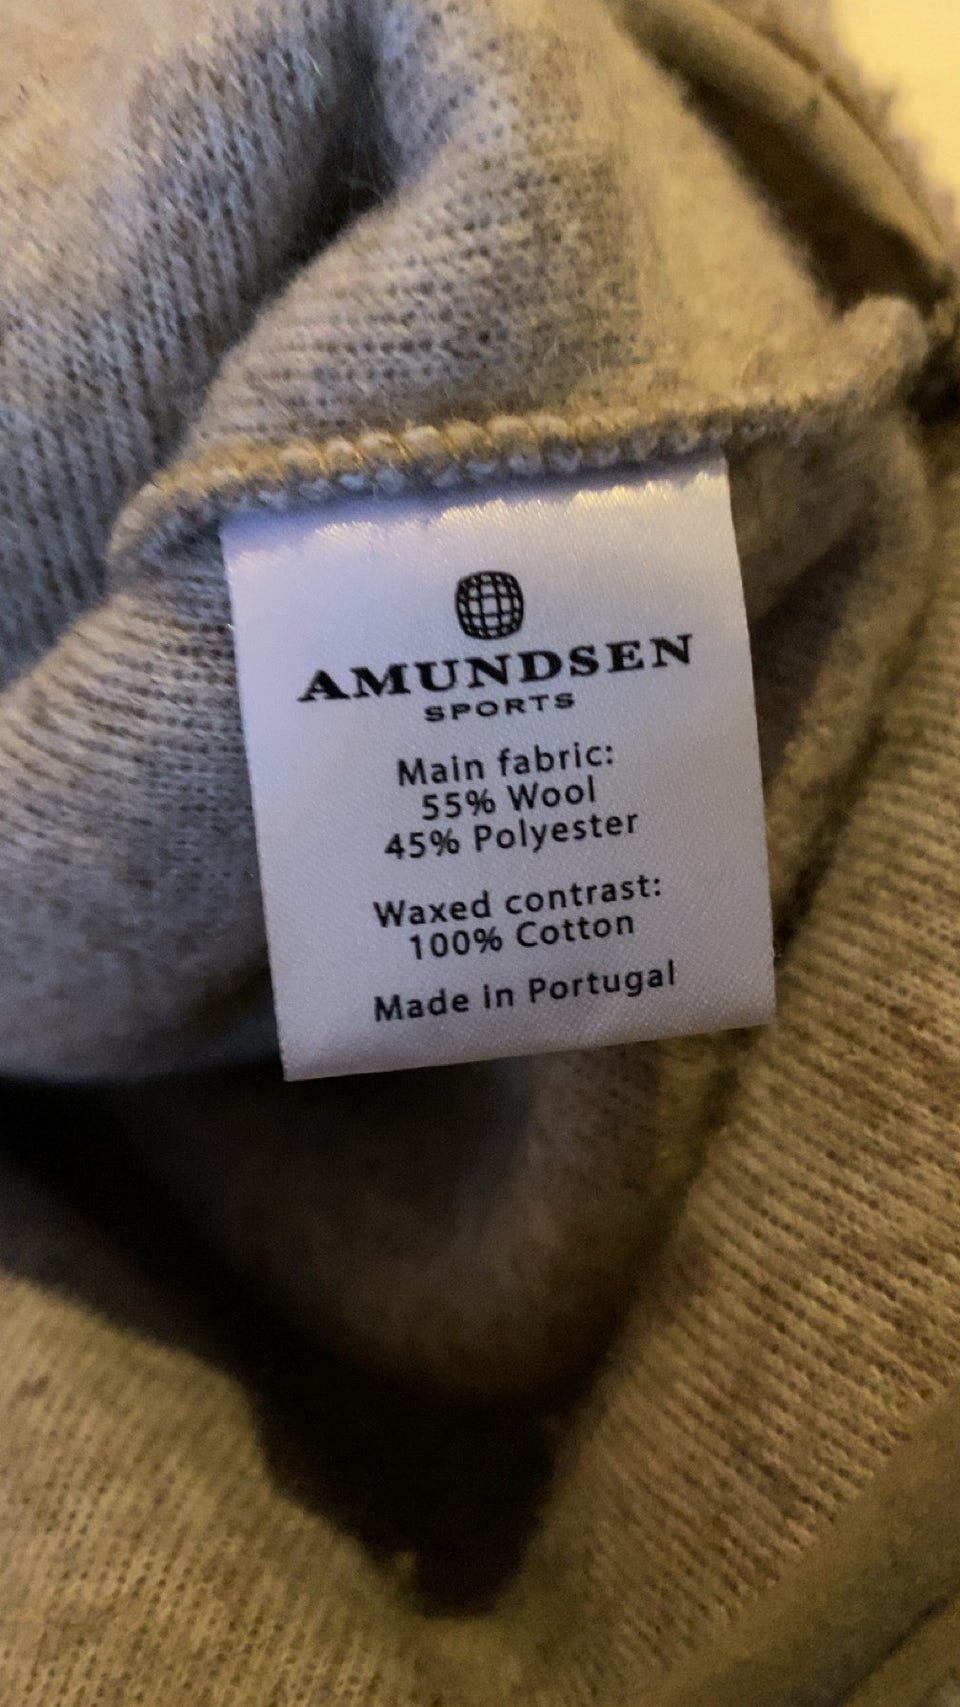 AMUNDSEN
SPORTS
Main fabric:
55% Wool
45% Polyester
Waxed contrast:
100% Cotton
Made in Portugal